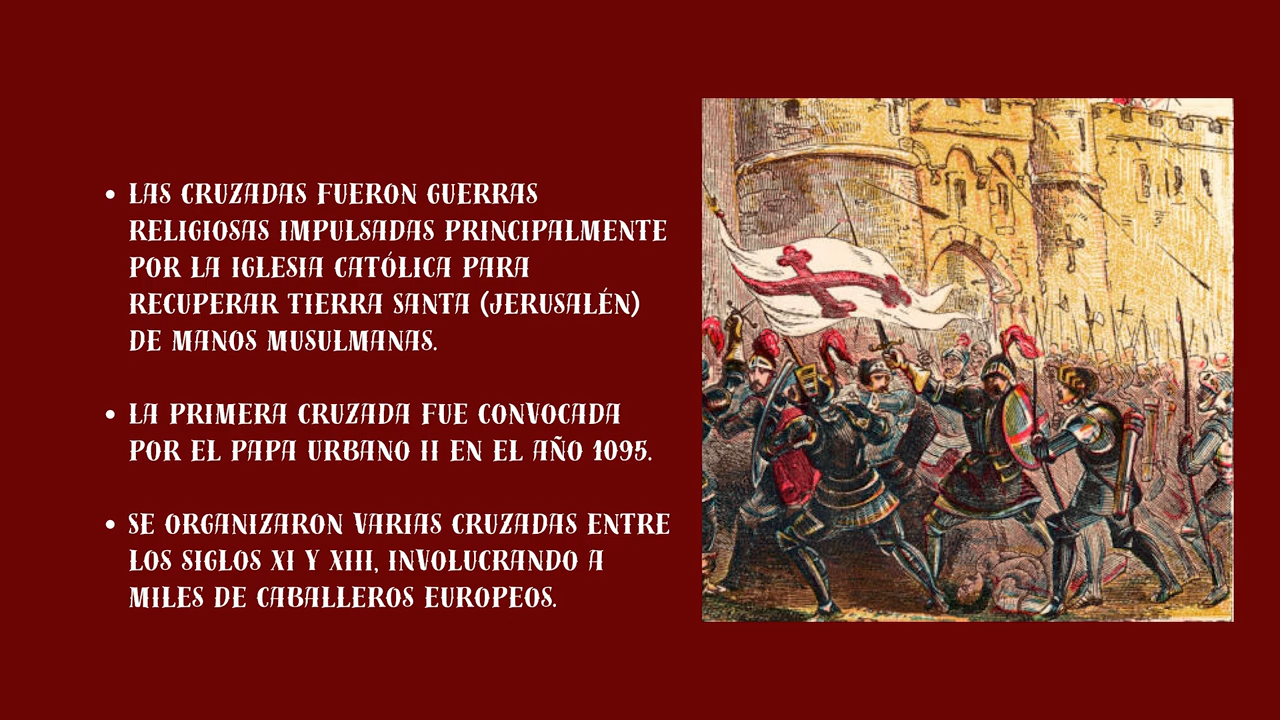 • LAS CRUZADAS FUERON GUERRAS
RELIGIOSAS IMPULSADAS PRINCIPALMENTE
POR LA IGLESIA CATÓLICA PARA
RECUPERAR TIERRA SANTA (JERUSALÉN)
DE MANOS MUSULMANAS.
• LA PRIMERA CRUZADA FUE CONVOCADA
POR EL PAPA URBANO II EN EL AÑO 1095.
• SE ORGANIZARON VARIAS CRUZADAS ENTRE
LOS SIGLOS XI Y XIII, INVOLUCRANDO A
MILES DE CABALLEROS EUROPEOS.